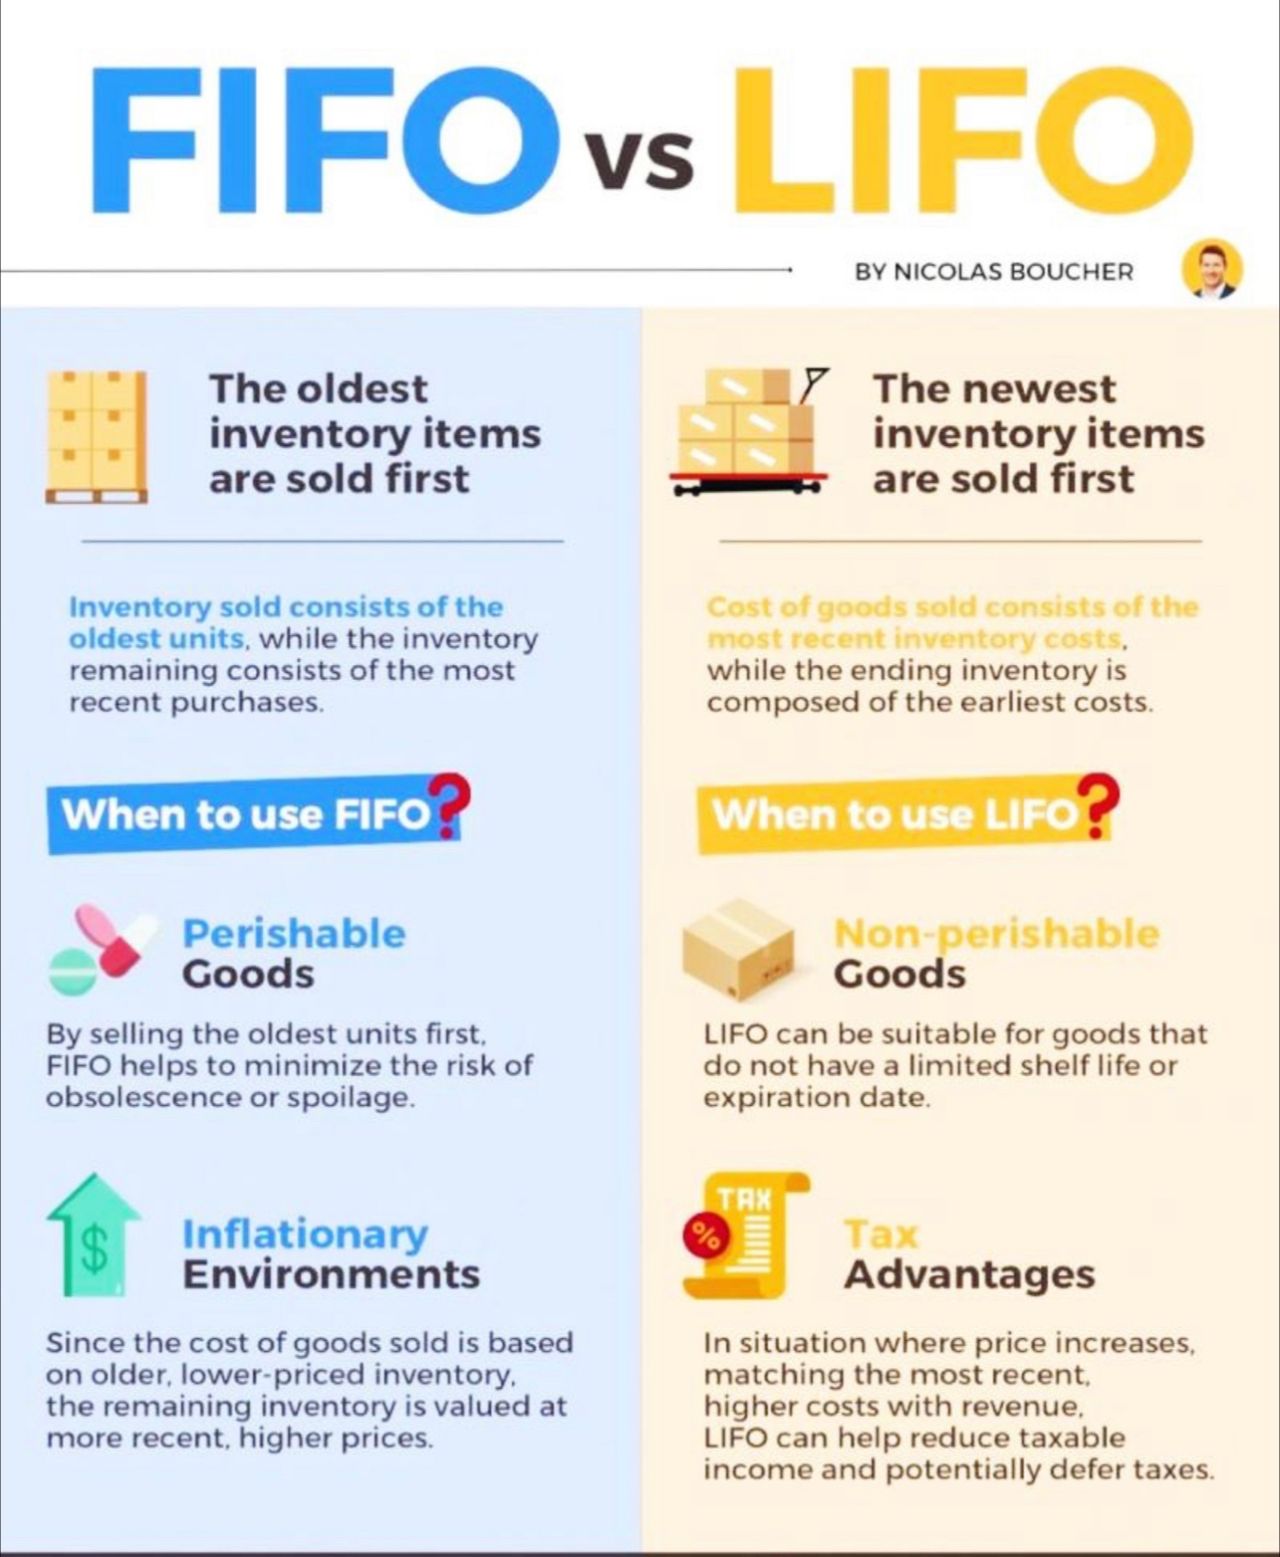 FIFO vs LIFO
BY NICOLAS BOUCHER
The oldest
inventory items
are sold first
Inventory sold consists of the
oldest units, while the inventory
remaining consists of the most
recent purchases.
When to use FIFO?
Perishable
Goods
By selling the oldest units first,
FIFO helps to minimize the risk of
obsolescence or spoilage.
$
Inflationary
Environments
Since the cost of goods sold is based
on older, lower-priced inventory,
the remaining inventory is valued at
more recent, higher prices.
The newest
inventory items
are sold first
Cost of goods sold consists of the
most recent inventory costs,
while the ending inventory is
composed of the earliest costs.
When to use LIFO?
Non-perishable
Goods
LIFO can be suitable for goods that
do not have a limited shelf life or
expiration date.
TAX
%
Tax
Advantages
In situation where price increases,
matching the most recent,
higher costs with revenue,
LIFO can help reduce taxable
income and potentially defer taxes.